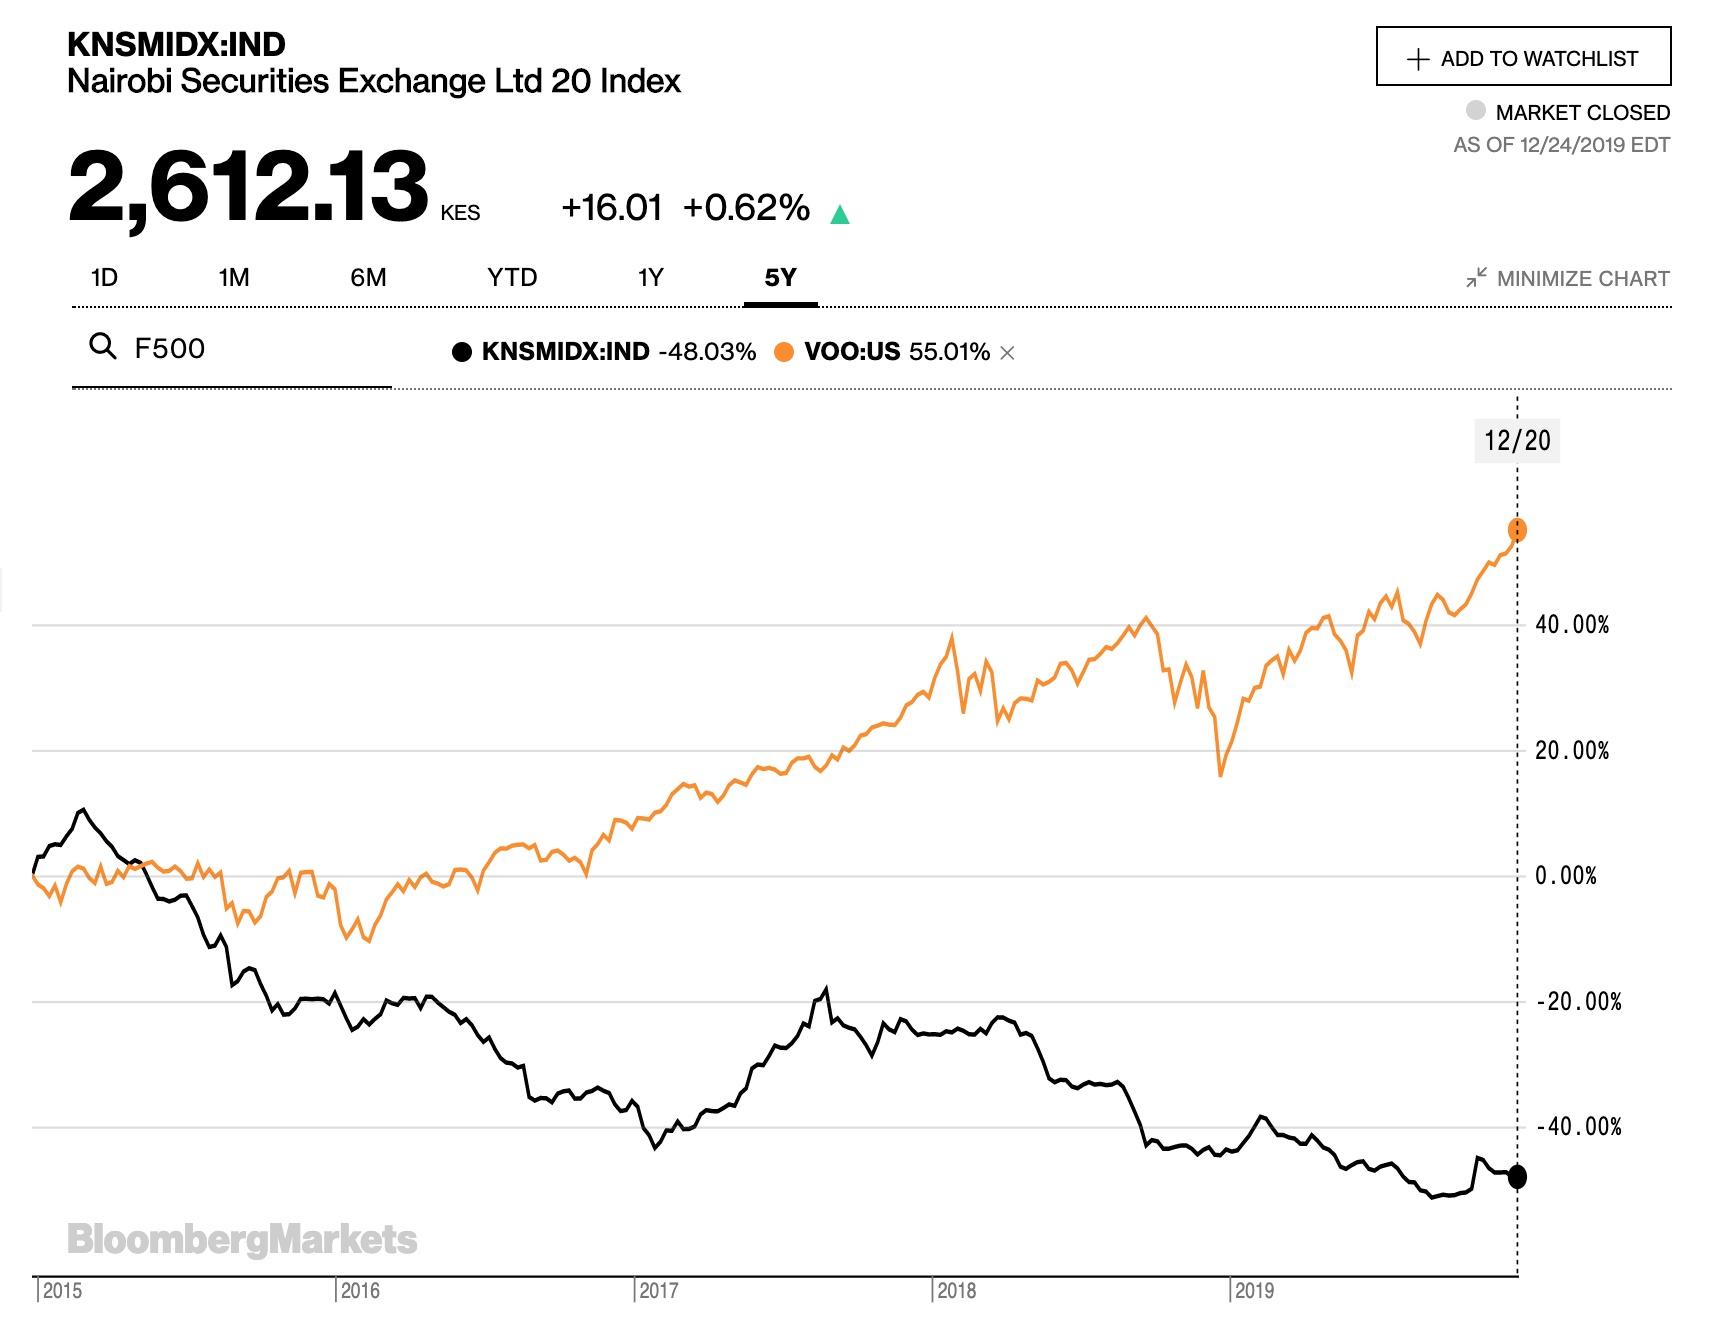 KNSMIDX:IND
Nairobi Securities Exchange Ltd 20 Index
+ ADD TO WATCHLIST
MARKET CLOSED
AS OF 12/24/2019 EDT
2,612.13 KES +16.01 +0.62%
1D 1M 6M YTD 1Y 5Y
MINIMIZE CHART
F500
KNSMIDX:IND -48.03% VOO:US 55.01% ×
12/20
40.00%
20.00%
0.00%
-20.00%
-40.00%
BloombergMarkets
2015 2016 2017 2018 2019